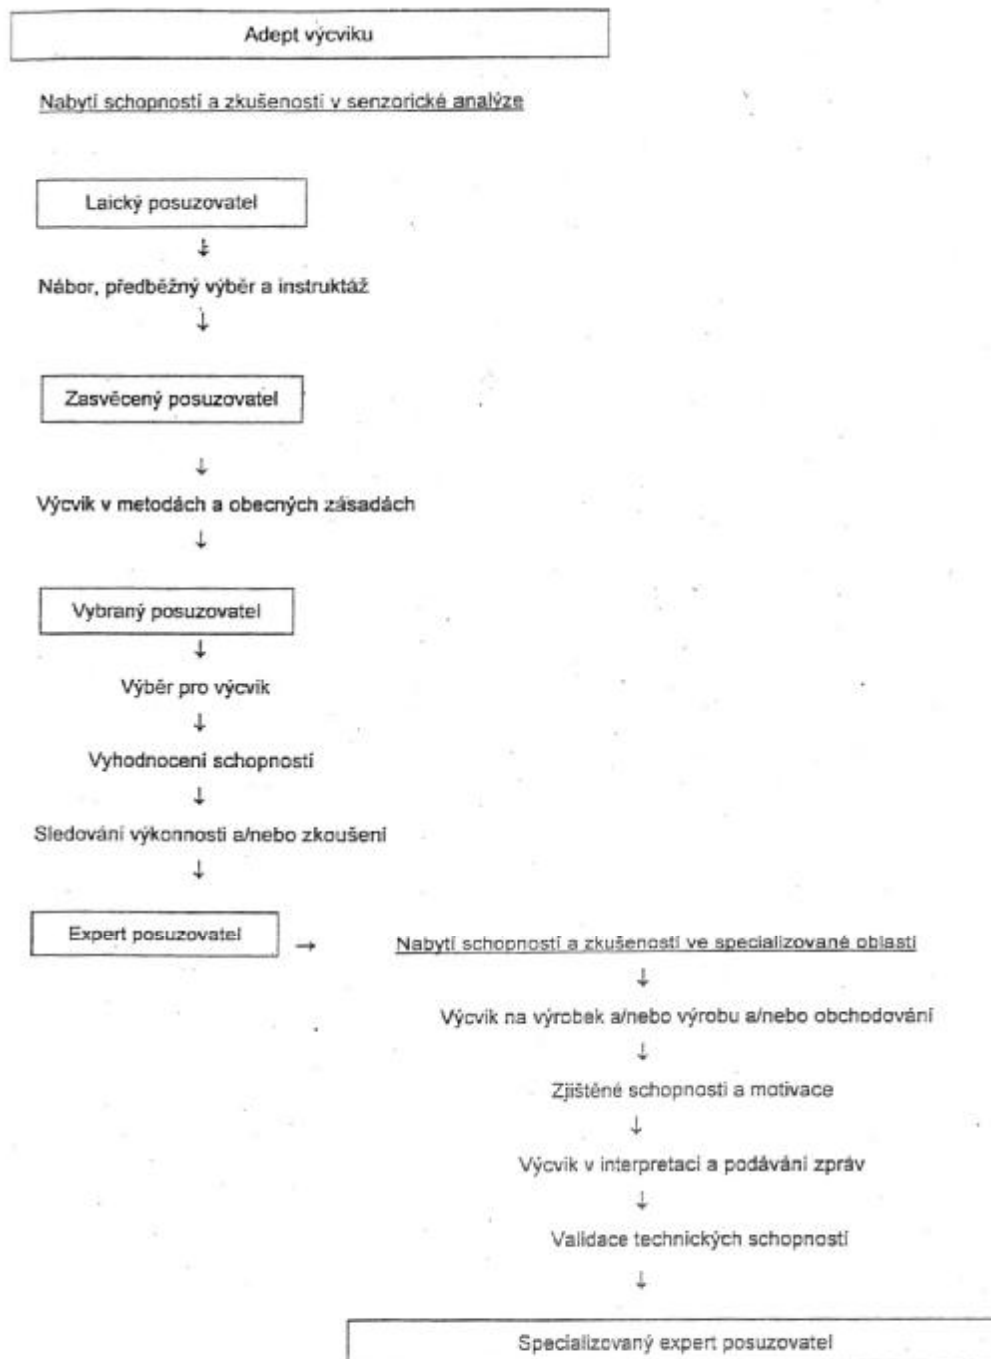 Adept výcviku
Nabytí schopností a zkušeností v senzorické analýze
Laický posuzovatel
↓
Nábor, předběžný výběr a instruktáž
↓
Zasvěcený posuzovatel
↓
Výcvik v metodách a obecných zásadách
↓
Vybraný posuzovatel
↓
Výběr pro výcvik
↓
Vyhodnocení schopností
↓
Sledování výkonnosti a/nebo zkoušení
↓
Expert posuzovatel → Nabytí schopností a zkušeností ve specializované oblasti
↓
Výcvik na výrobek a/nebo výrobu a/nebo obchodování
↓
Zjištěné schopnosti a motivace
↓
Výcvik v interpretaci a podávání zpráv
↓
Validace technických schopností
↓
Specializovaný expert posuzovatel